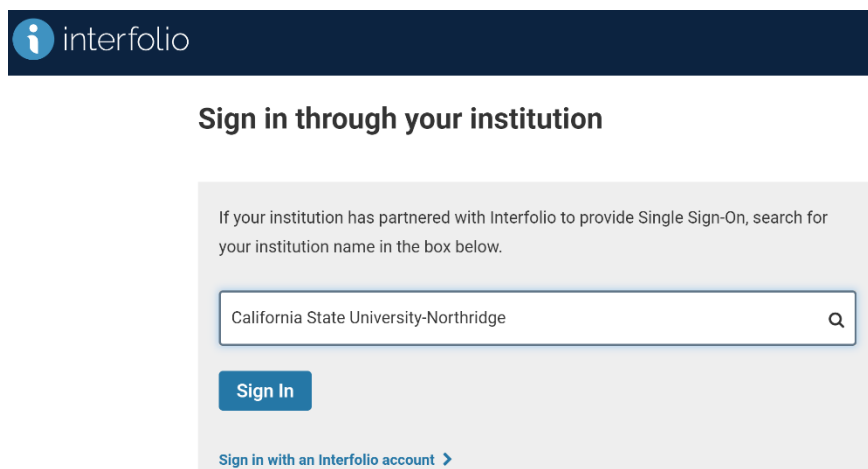 interfolio
Sign in through your institution
If your institution has partnered with Interfolio to provide Single Sign-On, search for
your institution name in the box below.
California State University-Northridge
Sign In
Sign in with an Interfolio account